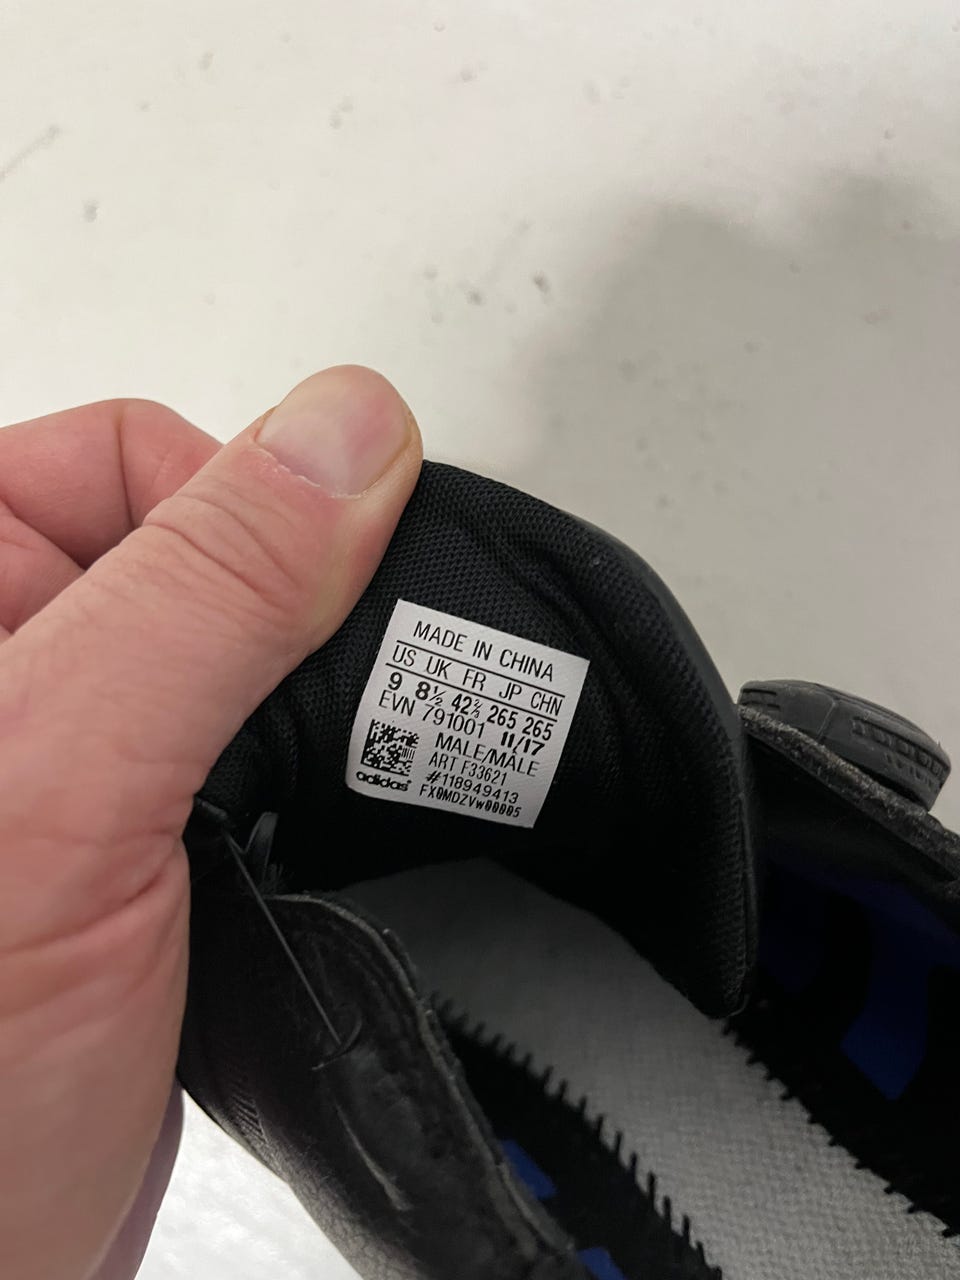 MADE IN CHINA
US UK FR JP CHN
9 8½ 42⅔ 265 265
EVN 791001 11/17
MALE/MÂLE
ART F33621
#118949413
adidas FX0MDZVw00005